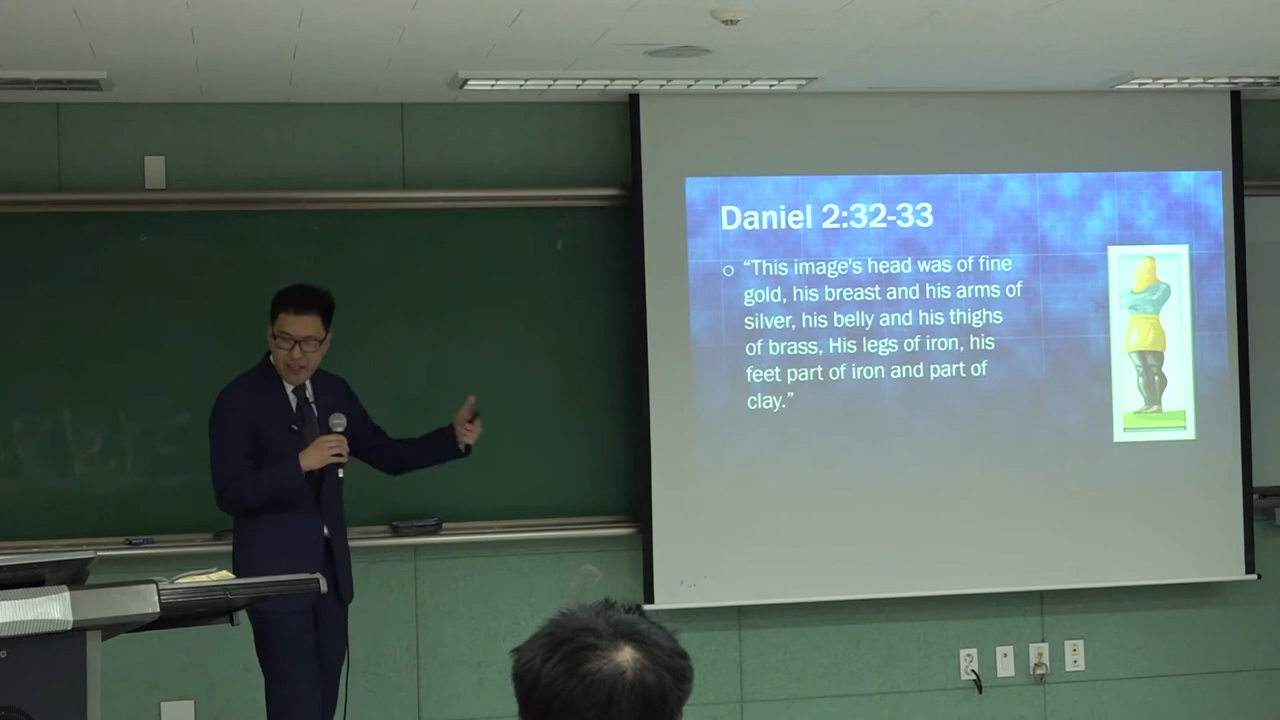 Daniel 2:32-33
“This image's head was of fine
gold, his breast and his arms of
silver, his belly and his thighs
of brass, His legs of iron, his
feet part of iron and part of
clay.”